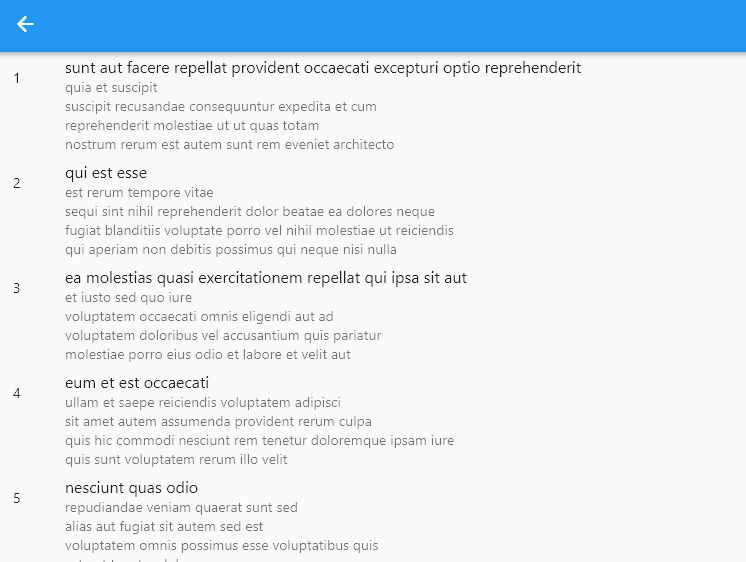 1
sunt aut facere repellat provident occaecati excepturi optio reprehenderit
quia et suscipit
suscipit recusandae consequuntur expedita et cum
reprehenderit molestiae ut ut quas totam
nostrum rerum est autem sunt rem eveniet architecto
2
qui est esse
est rerum tempore vitae
sequi sint nihil reprehenderit dolor beatae ea dolores neque
fugiat blanditiis voluptate porro vel nihil molestiae ut reiciendis
qui aperiam non debitis possimus qui neque nisi nulla
3
ea molestias quasi exercitationem repellat qui ipsa sit aut
et iusto sed quo iure
voluptatem occaecati omnis eligendi aut ad
voluptatem doloribus vel accusantium quis pariatur
molestiae porro eius odio et labore et velit aut
4
eum et est occaecati
ullam et saepe reiciendis voluptatem adipisci
sit amet autem assumenda provident rerum culpa
quis hic commodi nesciunt rem tenetur doloremque ipsam iure
quis sunt voluptatem rerum illo velit
5
nesciunt quas odio
repudiandae veniam quaerat sunt sed
alias aut fugiat sit autem sed est
voluptatem omnis possimus esse voluptatibus quis